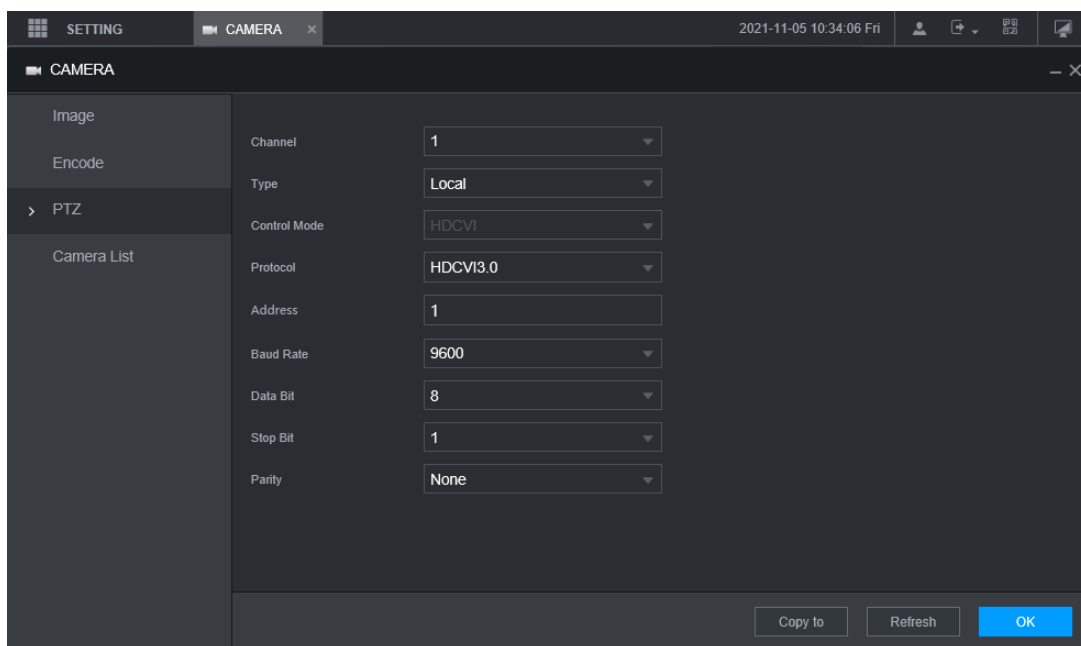 SETTING CAMERA × 2021-11-05 10:34:06 Fri
CAMERA
Image
Encode
PTZ
Camera List
Channel 1
Type Local
Control Mode HDCVI
Protocol HDCVI3.0
Address 1
Baud Rate 9600
Data Bit 8
Stop Bit 1
Parity None
Copy to Refresh OK